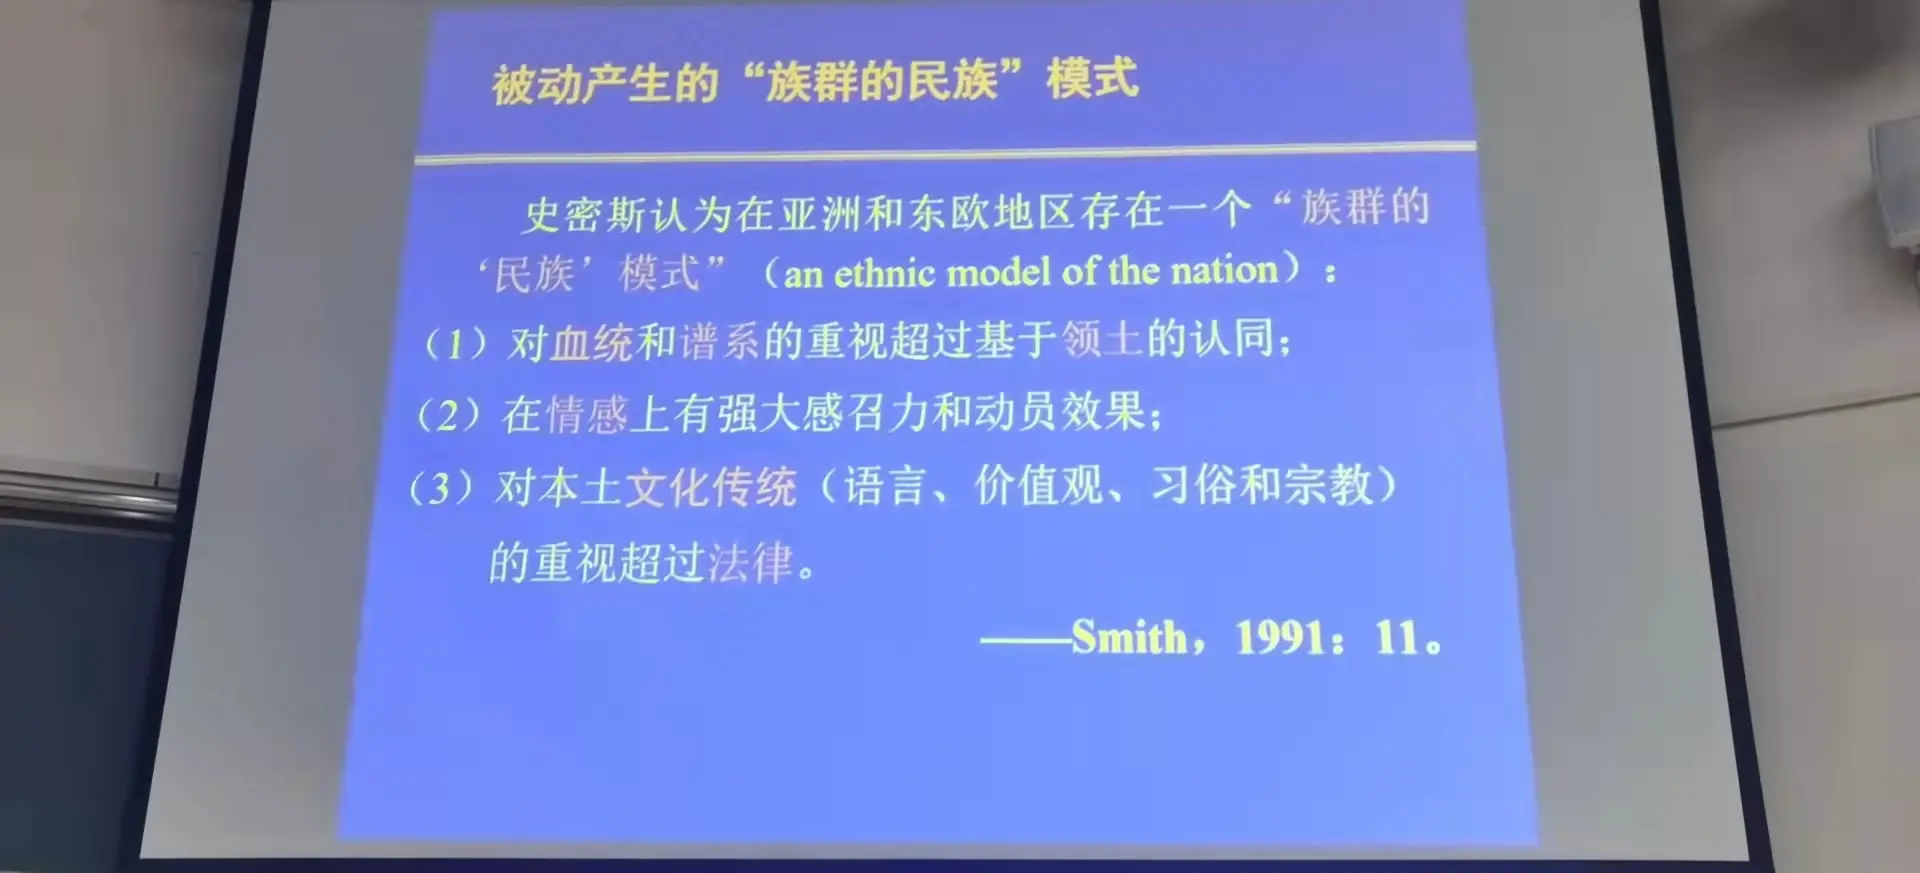 被动产生的“族群的民族”模式
史密斯认为在亚洲和东欧地区存在一个“族群的
‘民族’模式”（an ethnic model of the nation）：
（1）对血统和谱系的重视超过基于领土的认同；
（2）在情感上有强大感召力和动员效果；
（3）对本土文化传统（语言、价值观、习俗和宗教）
的重视超过法律。
——Smith，1991：11。